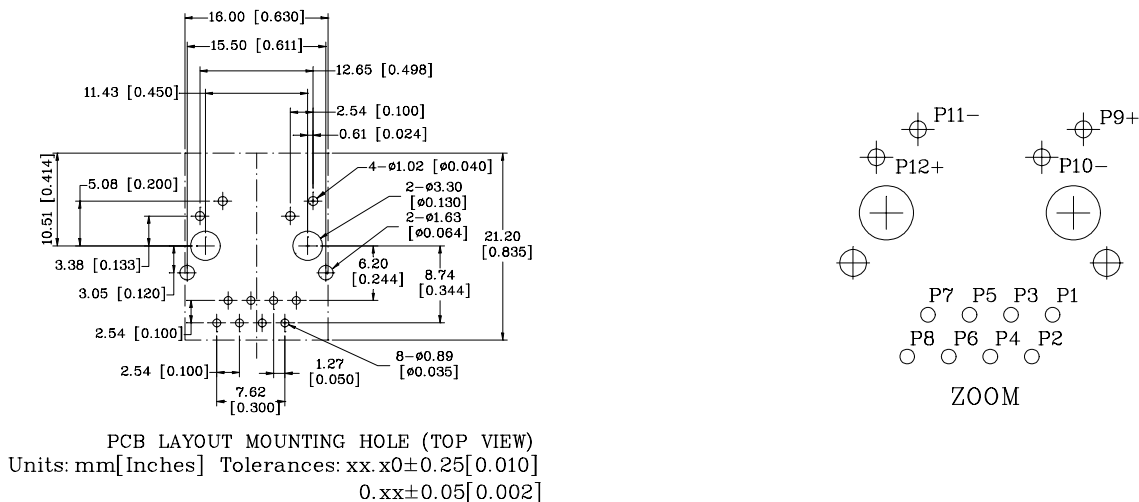 16.00 [0.630]
15.50 [0.611]
12.65 [0.498]
11.43 [0.450]
2.54 [0.100]
0.61 [0.024]
4-ø1.02 [ø0.040]
10.51 [0.414]
5.08 [0.200]
2-ø3.30
[ø0.130]
2-ø1.63
[ø0.064]
21.20
[0.835]
3.38 [0.133]
6.20
[0.244]
8.74
[0.344]
3.05 [0.120]
2.54 [0.100]
8-ø0.89
[ø0.035]
1.27
[0.050]
2.54 [0.100]
7.62
[0.300]
PCB LAYOUT MOUNTING HOLE (TOP VIEW)
Units: mm[Inches] Tolerances: xx.x0±0.25[0.010]
0.xx±0.05[0.002]
P11- P9+
P12+ P10-
P7 P5 P3 P1
P8 P6 P4 P2
ZOOM